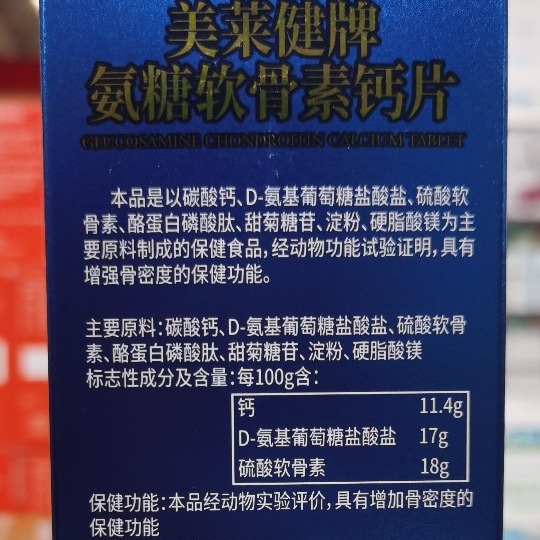 美莱健牌
氨糖软骨素钙片
GLUCOSAMINE CHONDROITIN CALCIUM TABLET
本品是以碳酸钙、D-氨基葡萄糖盐酸盐、硫酸软
骨素、酪蛋白磷酸肽、甜菊糖苷、淀粉、硬脂酸镁为主
要原料制成的保健食品,经动物功能试验证明,具有
增强骨密度的保健功能。
主要原料:碳酸钙、D-氨基葡萄糖盐酸盐、硫酸软骨
素、酪蛋白磷酸肽、甜菊糖苷、淀粉、硬脂酸镁
标志性成分及含量:每100g含:
钙 11.4g
D-氨基葡萄糖盐酸盐 17g
硫酸软骨素 18g
保健功能:本品经动物实验评价,具有增加骨密度的
保健功能